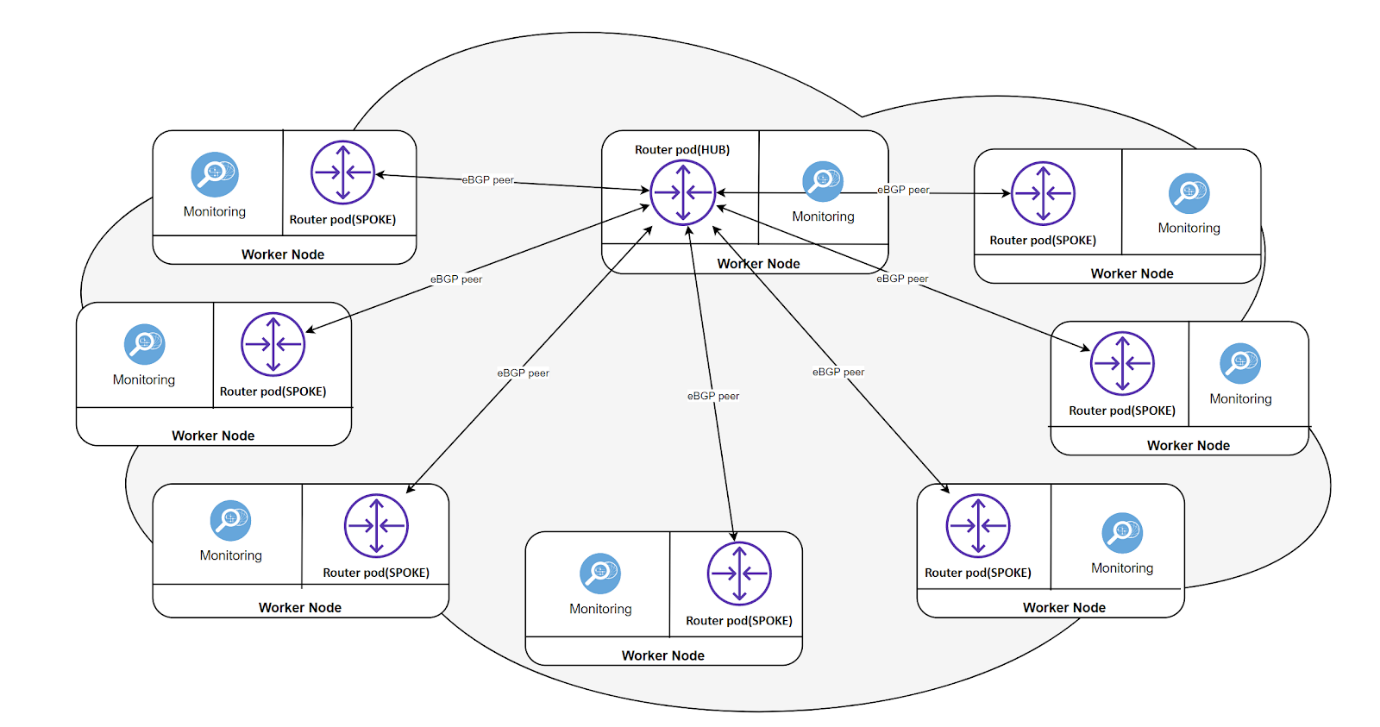 Router pod(HUB)
Monitoring
Router pod(SPOKE)
Worker Node
eBGP peer
Monitoring
Worker Node
eBGP peer
Router pod(SPOKE)
Monitoring
Worker Node
eBGP peer
eBGP peer
Monitoring
Router pod(SPOKE)
Worker Node
eBGP peer
eBGP peer
eBGP peer
Router pod(SPOKE)
Monitoring
Worker Node
Monitoring
Router pod(SPOKE)
Worker Node
Monitoring
Router pod(SPOKE)
Worker Node
Router pod(SPOKE)
Monitoring
Worker Node